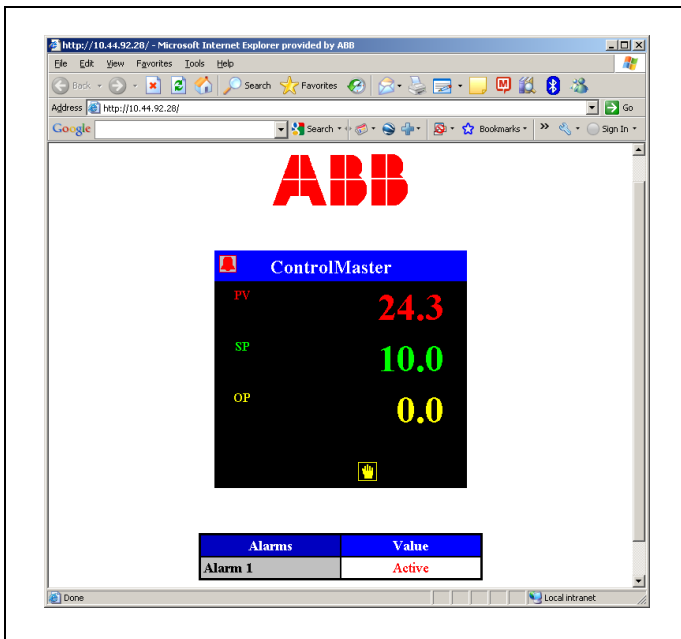 http://10.44.92.28/ - Microsoft Internet Explorer provided by ABB
File Edit View Favorites Tools Help
Back Search Favorites
Address http://10.44.92.28/ Go
Google Search Bookmarks Sign In
ABB
ControlMaster
PV 24.3
SP 10.0
OP 0.0
Alarms Value
Alarm 1 Active
Done Local intranet